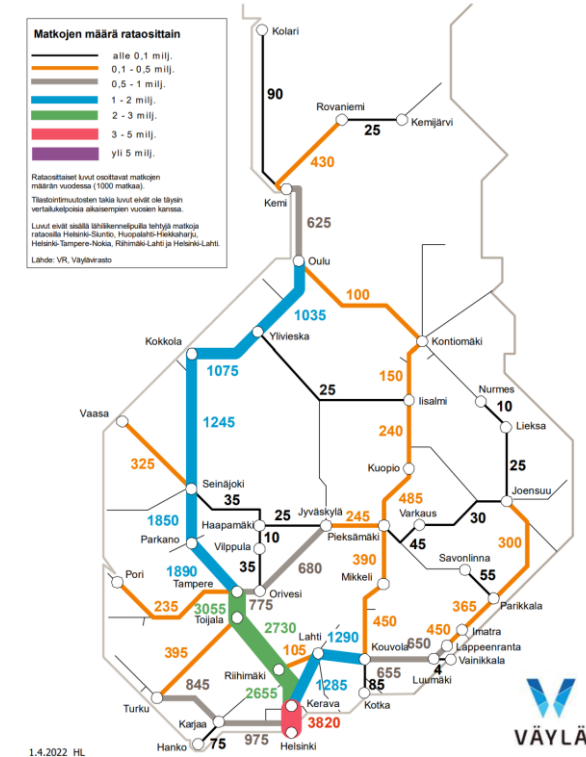 Matkojen määrä rataosittain
alle 0,1 milj.
0,1 - 0,5 milj.
0,5 - 1 milj.
1 - 2 milj.
2 - 3 milj.
3 - 5 milj.
yli 5 milj.
Rataosittaiset luvut osoittavat matkojen
määrän vuodessa (1000 matkaa).
Tilastointimuutosten takia luvut eivät ole täysin
vertailukelpoisia aikaisempien vuosien kanssa.
Luvut eivät sisällä lähiliikennelipuilla tehtyjä matkoja
rataosilla Helsinki-Siuntio, Huopalahti-Hiekkaharju,
Helsinki-Tampere-Nokia, Riihimäki-Lahti ja Helsinki-Lahti.
Lähde: VR, Väylävirasto
Kolari
90
Rovaniemi
25
Kemijärvi
430
Kemi
625
Oulu
100
1035
Ylivieska
Kokkola
1075
Kontiomäki
150
25
Iisalmi
Nurmes
10
Lieksa
1245
240
Vaasa
325
Kuopio
25
Seinäjoki
35
485
Joensuu
1850
25
Jyväskylä
245
Varkaus
30
Haapamäki
10
Pieksämäki
45
300
Parkano
Vilppula
680
390
Savonlinna
1890
35
55
Mikkeli
Pori
Tampere
Orivesi
775
365
Parikkala
235
3055
450
Toijala
2730
Lahti
1290
450
Imatra
105
Kouvola
650
Lappeenranta
395
655
4
Vainikkala
Riihimäki
1285
85
Luumäki
845
2655
Kotka
Turku
Kerava
Karjaa
3820
Hanko
75
975
Helsinki
VÄYLÄ
1.4.2022 HL